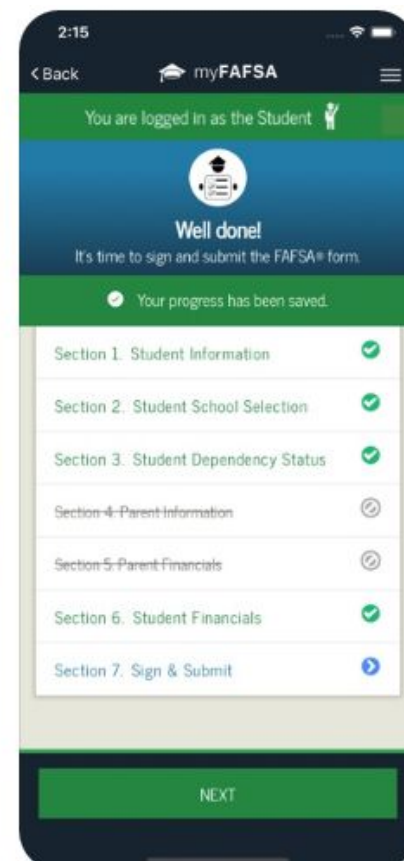 2:15
Back
myFAFSA
You are logged in as the Student
Well done!
It's time to sign and submit the FAFSA® form.
Your progress has been saved.
Section 1. Student Information
Section 2. Student School Selection
Section 3. Student Dependency Status
Section 4. Parent Information
Section 5. Parent Financials
Section 6. Student Financials
Section 7. Sign & Submit
NEXT